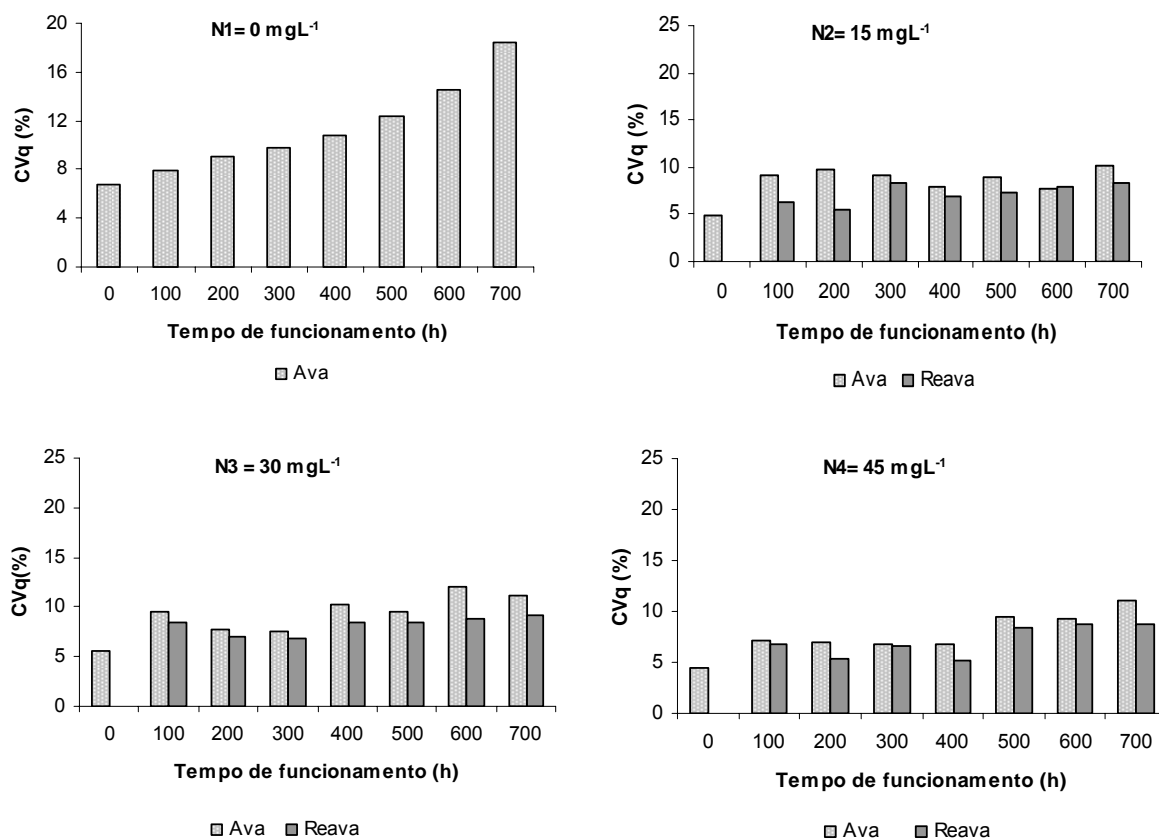 N1= 0 mgL⁻¹
CVq (%)
20
16
12
8
4
0
0 100 200 300 400 500 600 700
Tempo de funcionamento (h)
Ava
N2= 15 mgL⁻¹
CVq (%)
25
20
15
10
5
0
0 100 200 300 400 500 600 700
Tempo de funcionamento (h)
Ava Reava
N3 = 30 mgL⁻¹
CVq(%)
25
20
15
10
5
0
0 100 200 300 400 500 600 700
Tempo de funcionamento (h)
Ava Reava
N4= 45 mgL⁻¹
CVq (%)
25
20
15
10
5
0
0 100 200 300 400 500 600 700
Tempo de funcionamento (h)
Ava Reava